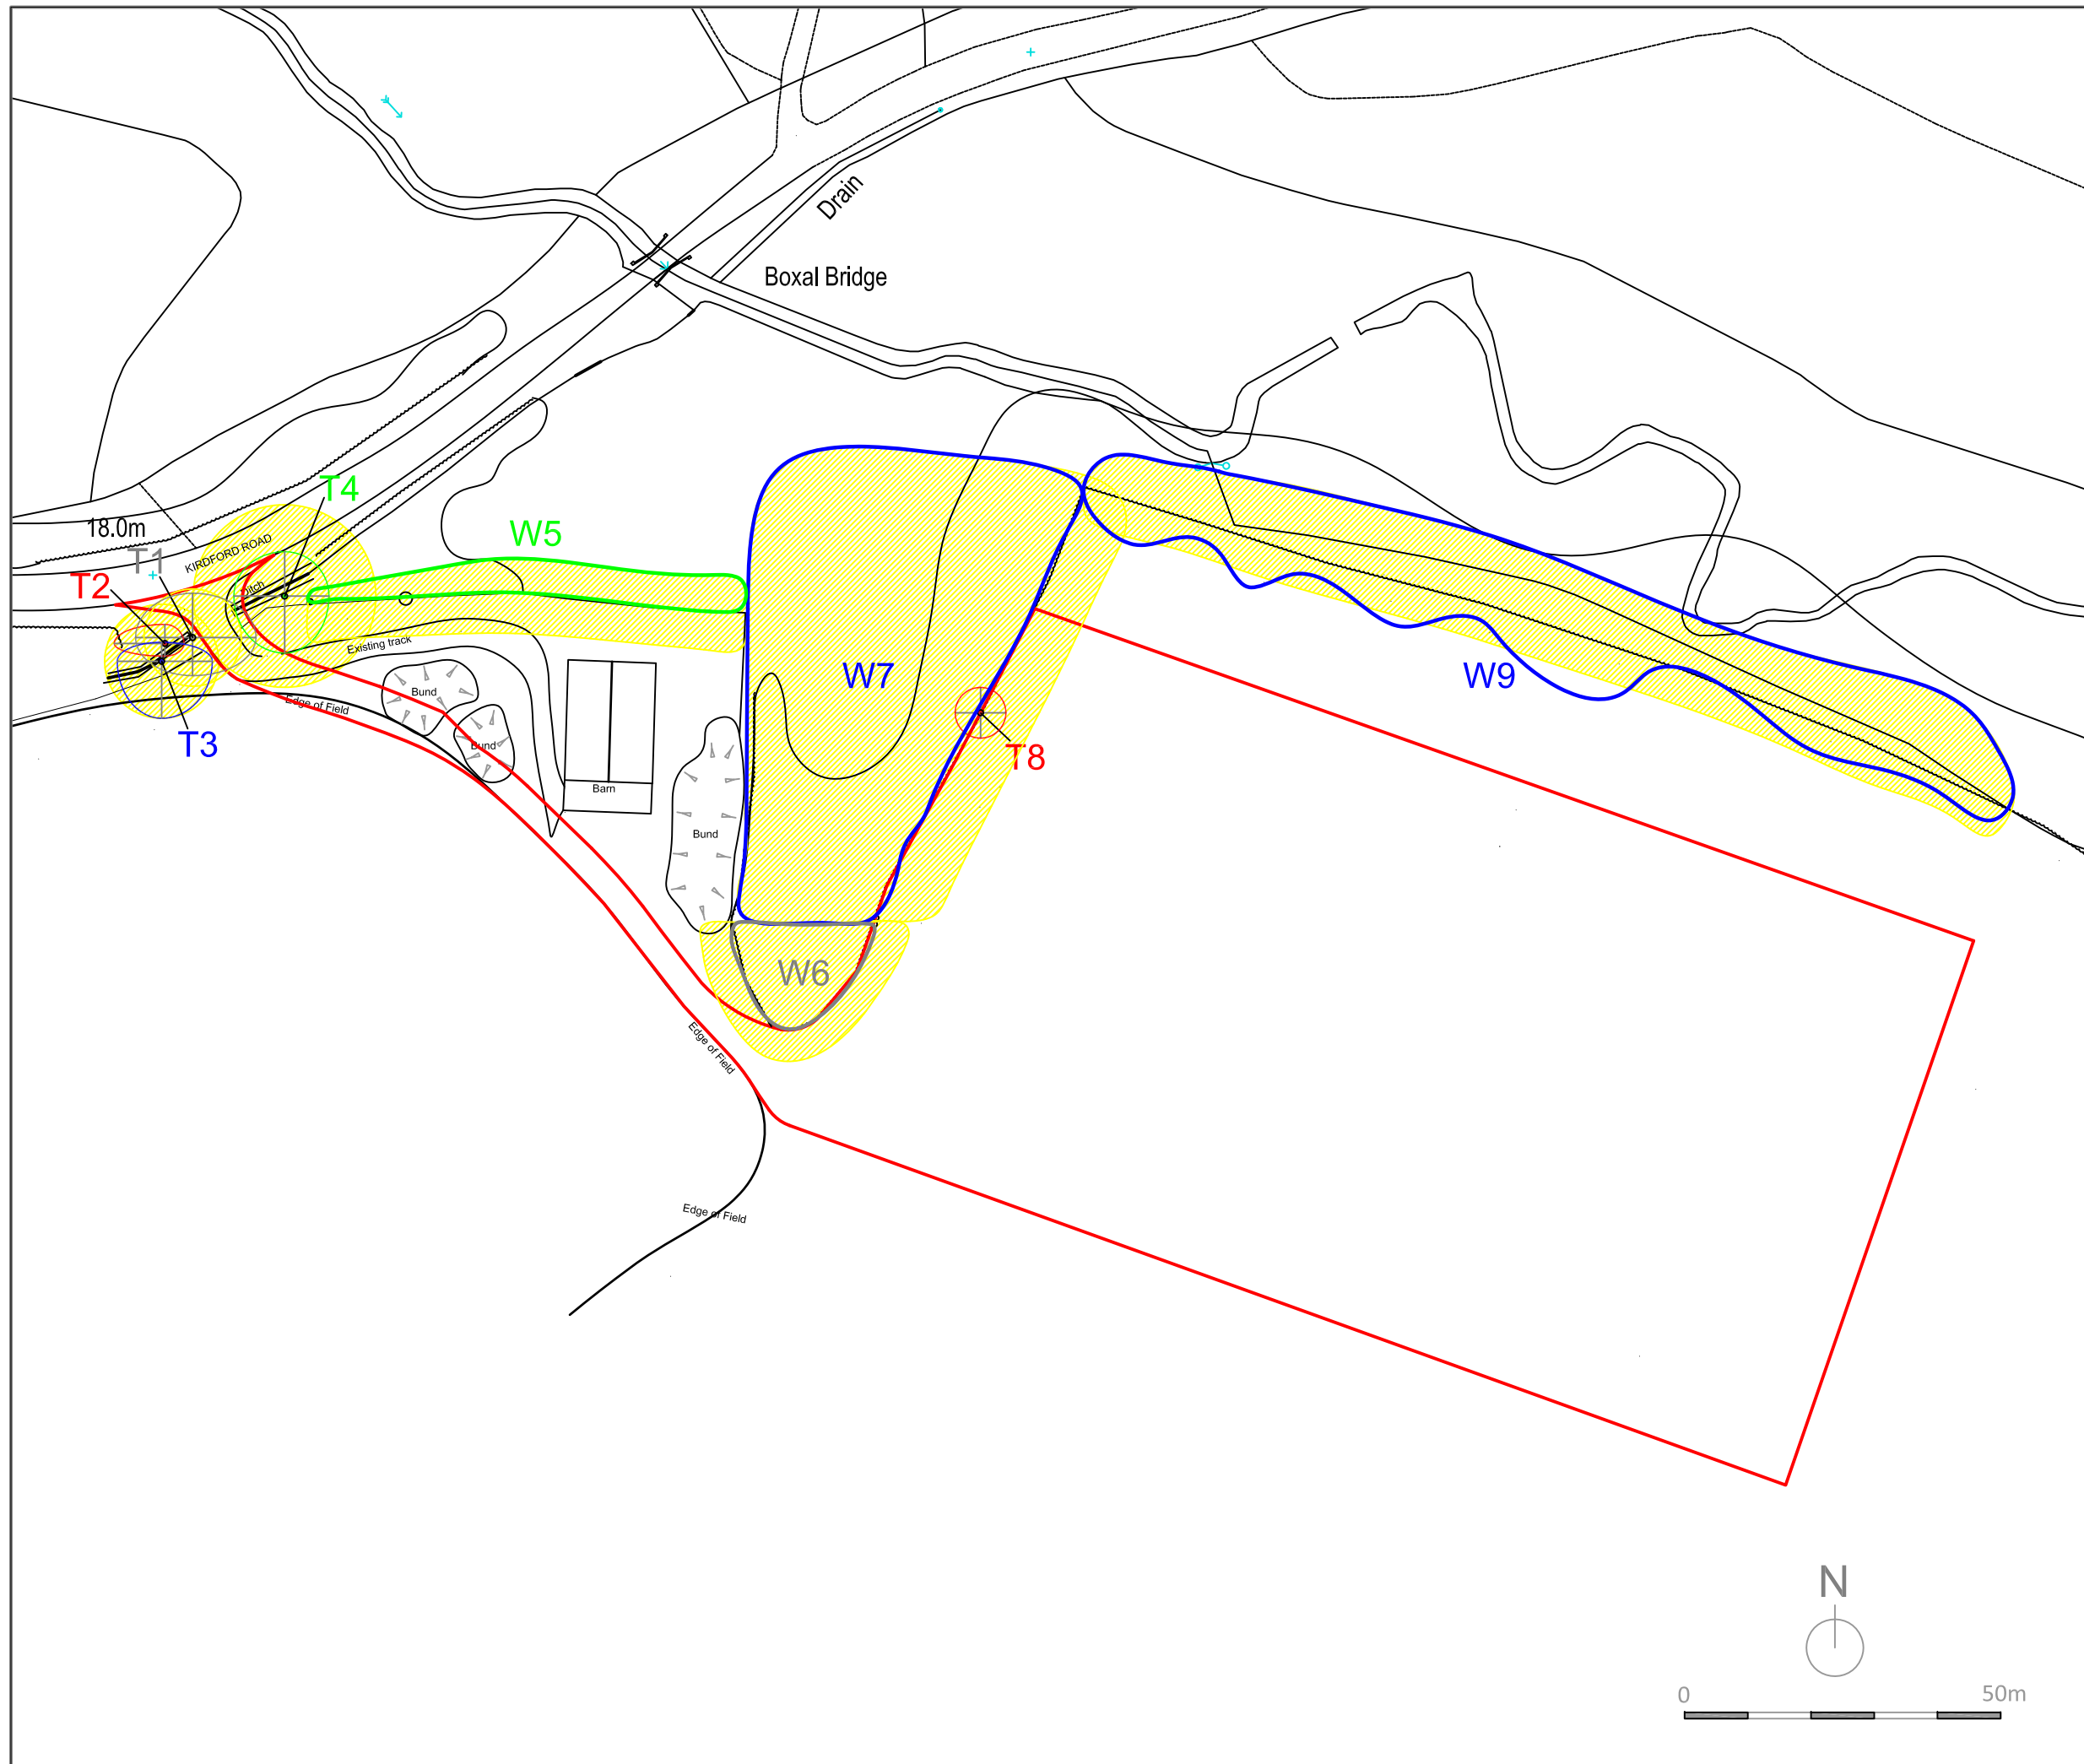 Drain
Boxal Bridge
T4
18.0m
W5
KIRDFORD ROAD
T1
T2
Ditch
Existing track
W7
W9
Bund
Edge of Field
T3
Bund
T8
Barn
Bund
W6
Edge of Field
Edge of Field
N
0
50m